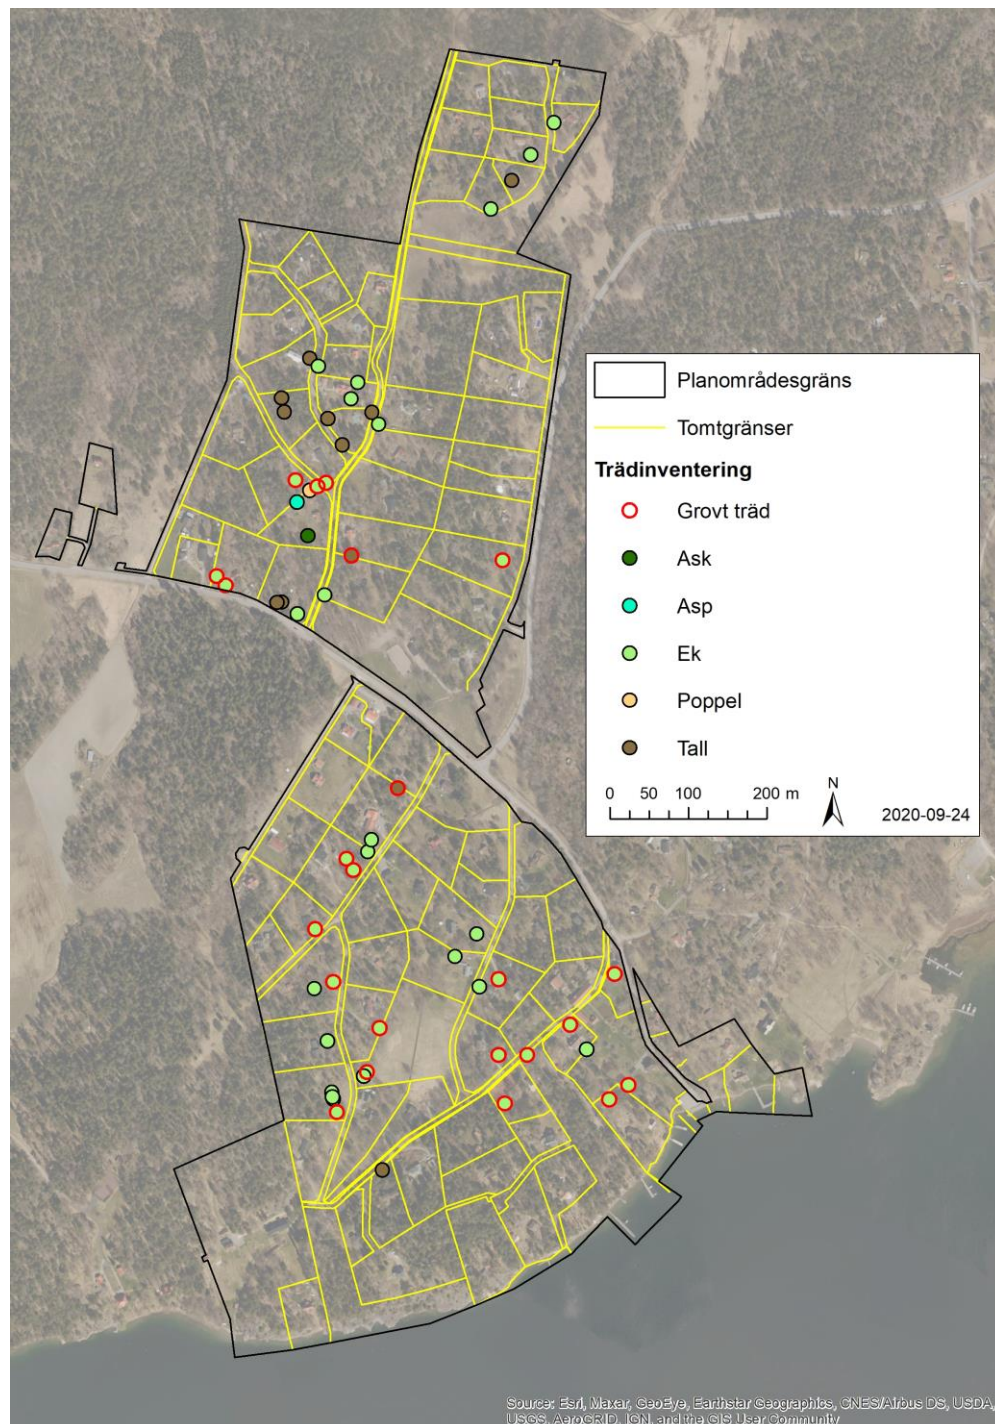 Planområdesgräns
Tomtgränser
Trädinventering
Grovt träd
Ask
Asp
Ek
Poppel
Tall
0 50 100 200 m
N
2020-09-24
Source: Esri, Maxar, GeoEye, Earthstar Geographics, CNES/Airbus DS, USDA,
USGS, AeroGRID, IGN, and the GIS User Community